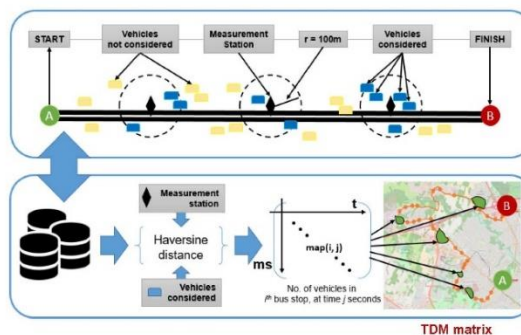 START
Vehicles
not considered
Measurement
Station
r = 100m
Vehicles
considered
FINISH
A
B
Measurement
station
Haversine
distance
Vehicles
considered
t
map(i, j)
ms
No. of vehicles in
iᵗʰ bus stop, at time j seconds
B
A
TDM matrix